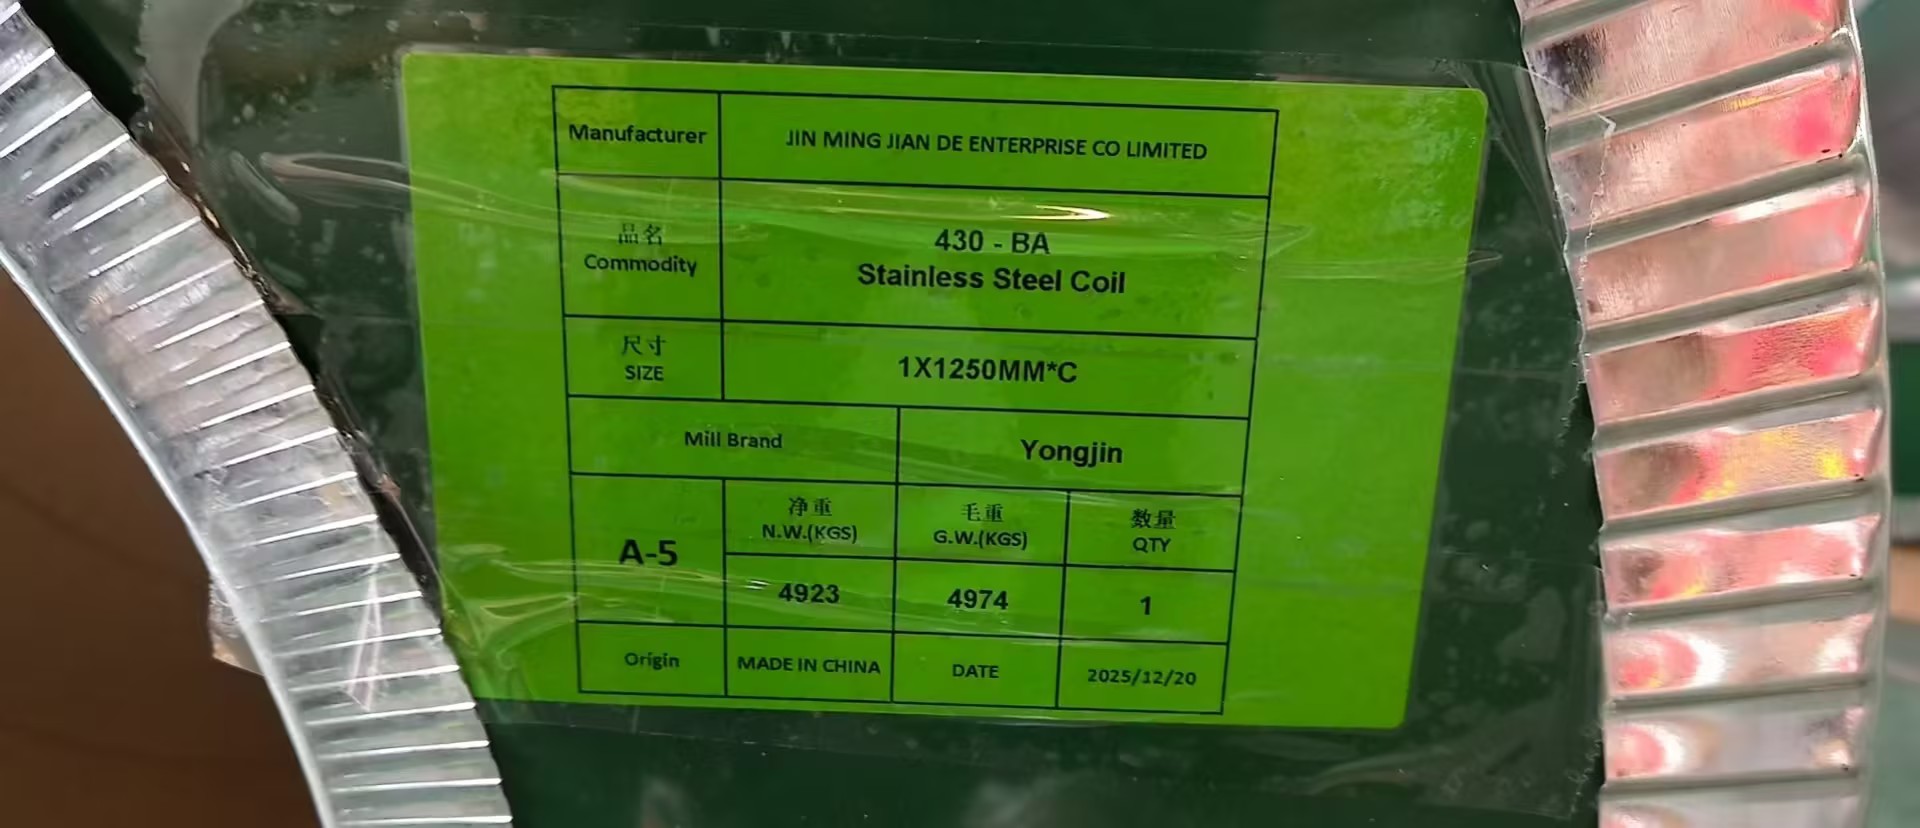 Manufacturer
JIN MING JIAN DE ENTERPRISE CO LIMITED
品名
Commodity
430 - BA
Stainless Steel Coil
尺寸
SIZE
1X1250MM*C
Mill Brand
Yongjin
A-5
净重
N.W.(KGS)
毛重
G.W.(KGS)
数量
QTY
4923
4974
1
Origin
MADE IN CHINA
DATE
2025/12/20